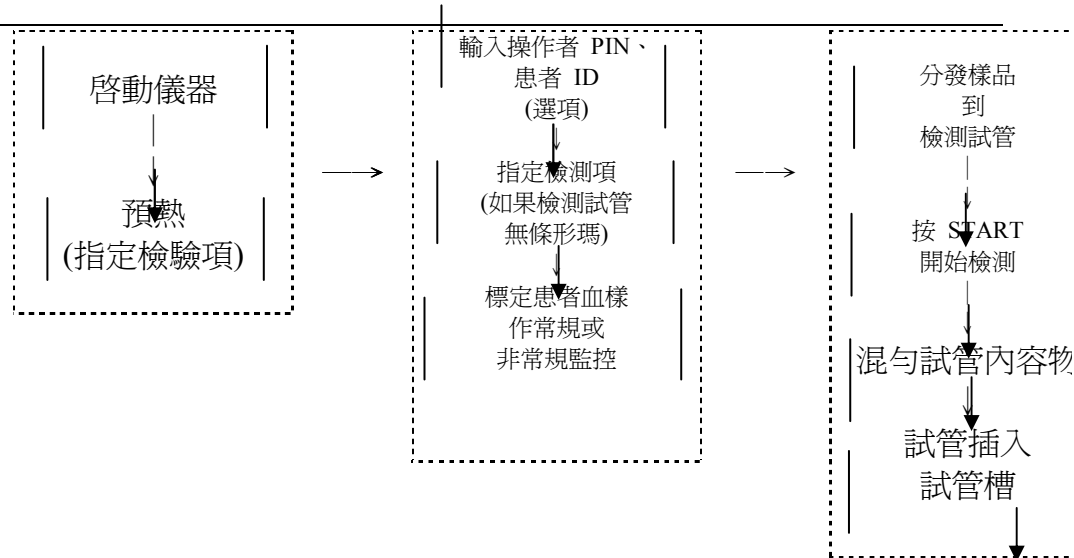 啓動儀器
預熱
(指定檢驗項)
輸入操作者 PIN、
患者 ID
(選項)
指定檢測項
(如果檢測試管
無條形瑪)
標定患者血樣
作常規或
非常規監控
分發樣品
到
檢測試管
按 START
開始檢測
混勻試管內容物
試管插入
試管槽